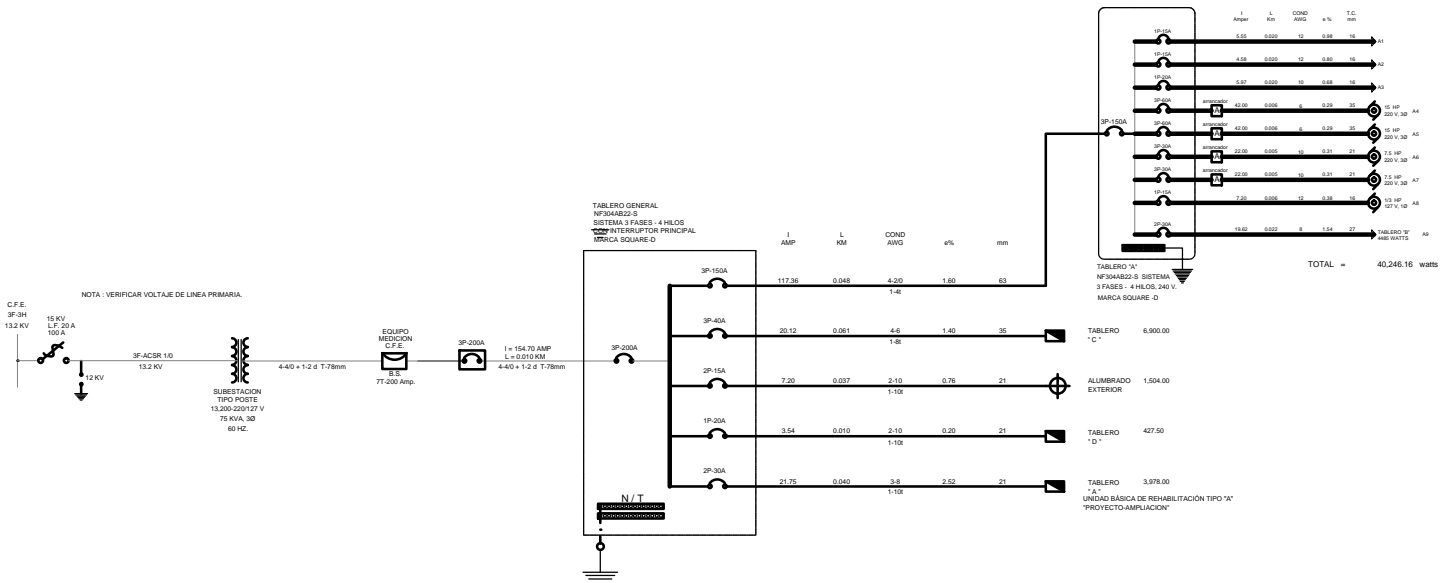 I L COND e % T.C.
Amper Km AWG mm
1P-15A 5.55 0.020 12 0.98 16 A1
1P-15A 4.58 0.020 12 0.80 16 A2
1P-20A 5.97 0.020 10 0.68 16 A3
3P-60A arrancador A 42.00 0.006 6 0.29 35 15 HP 220 V, 3Ø A4
3P-60A arrancador A 42.00 0.006 6 0.29 35 15 HP 220 V, 3Ø A5
3P-30A arrancador A 22.00 0.005 10 0.31 21 7.5 HP 220 V, 3Ø A6
3P-30A arrancador A 22.00 0.005 10 0.31 21 7.5 HP 220 V, 3Ø A7
1P-15A 7.20 0.006 12 0.38 16 1/3 HP 127 V, 1Ø A8
2P-30A 19.62 0.022 8 1.54 27 TABLERO "B" 4485 WATTS A9
3P-150A
TABLERO "A"
NF304AB22-S SISTEMA
3 FASES - 4 HILOS, 240 V.
MARCA SQUARE -D
TOTAL = 40,246.16 watts
TABLERO GENERAL
NF304AB22-S
SISTEMA 3 FASES - 4 HILOS
CON INTERRUPTOR PRINCIPAL
MARCA SQUARE-D
I L COND e% mm
AMP KM AWG
3P-150A 117.36 0.048 4-2/0 1.60 63
1-4t
3P-40A 20.12 0.061 4-6 1.40 35 TABLERO 6,900.00
1-8t " C "
2P-15A 7.20 0.037 2-10 0.76 21 ALUMBRADO 1,504.00
1-10t EXTERIOR
1P-20A 3.54 0.010 2-10 0.20 21 TABLERO 427.50
1-10t " D "
2P-30A 21.75 0.040 3-8 2.52 21 TABLERO 3,978.00
1-10t " A "
UNIDAD BÁSICA DE REHABILITACIÓN TIPO "A"
"PROYECTO-AMPLIACION"
N / T
NOTA : VERIFICAR VOLTAJE DE LINEA PRIMARIA.
C.F.E.
3F-3H
13.2 KV
15 KV
L.F. 20 A
100 A
12 KV
3F-ACSR 1/0
13.2 KV
SUBESTACION
TIPO POSTE
13,200-220/127 V
75 KVA, 3Ø
60 HZ.
4-4/0 + 1-2 d T-78mm
EQUIPO
MEDICION
C.F.E.
B.S.
7T-200 Amp.
3P-200A
I = 154.70 AMP
L = 0.010 KM
4-4/0 + 1-2 d T-78mm
3P-200A